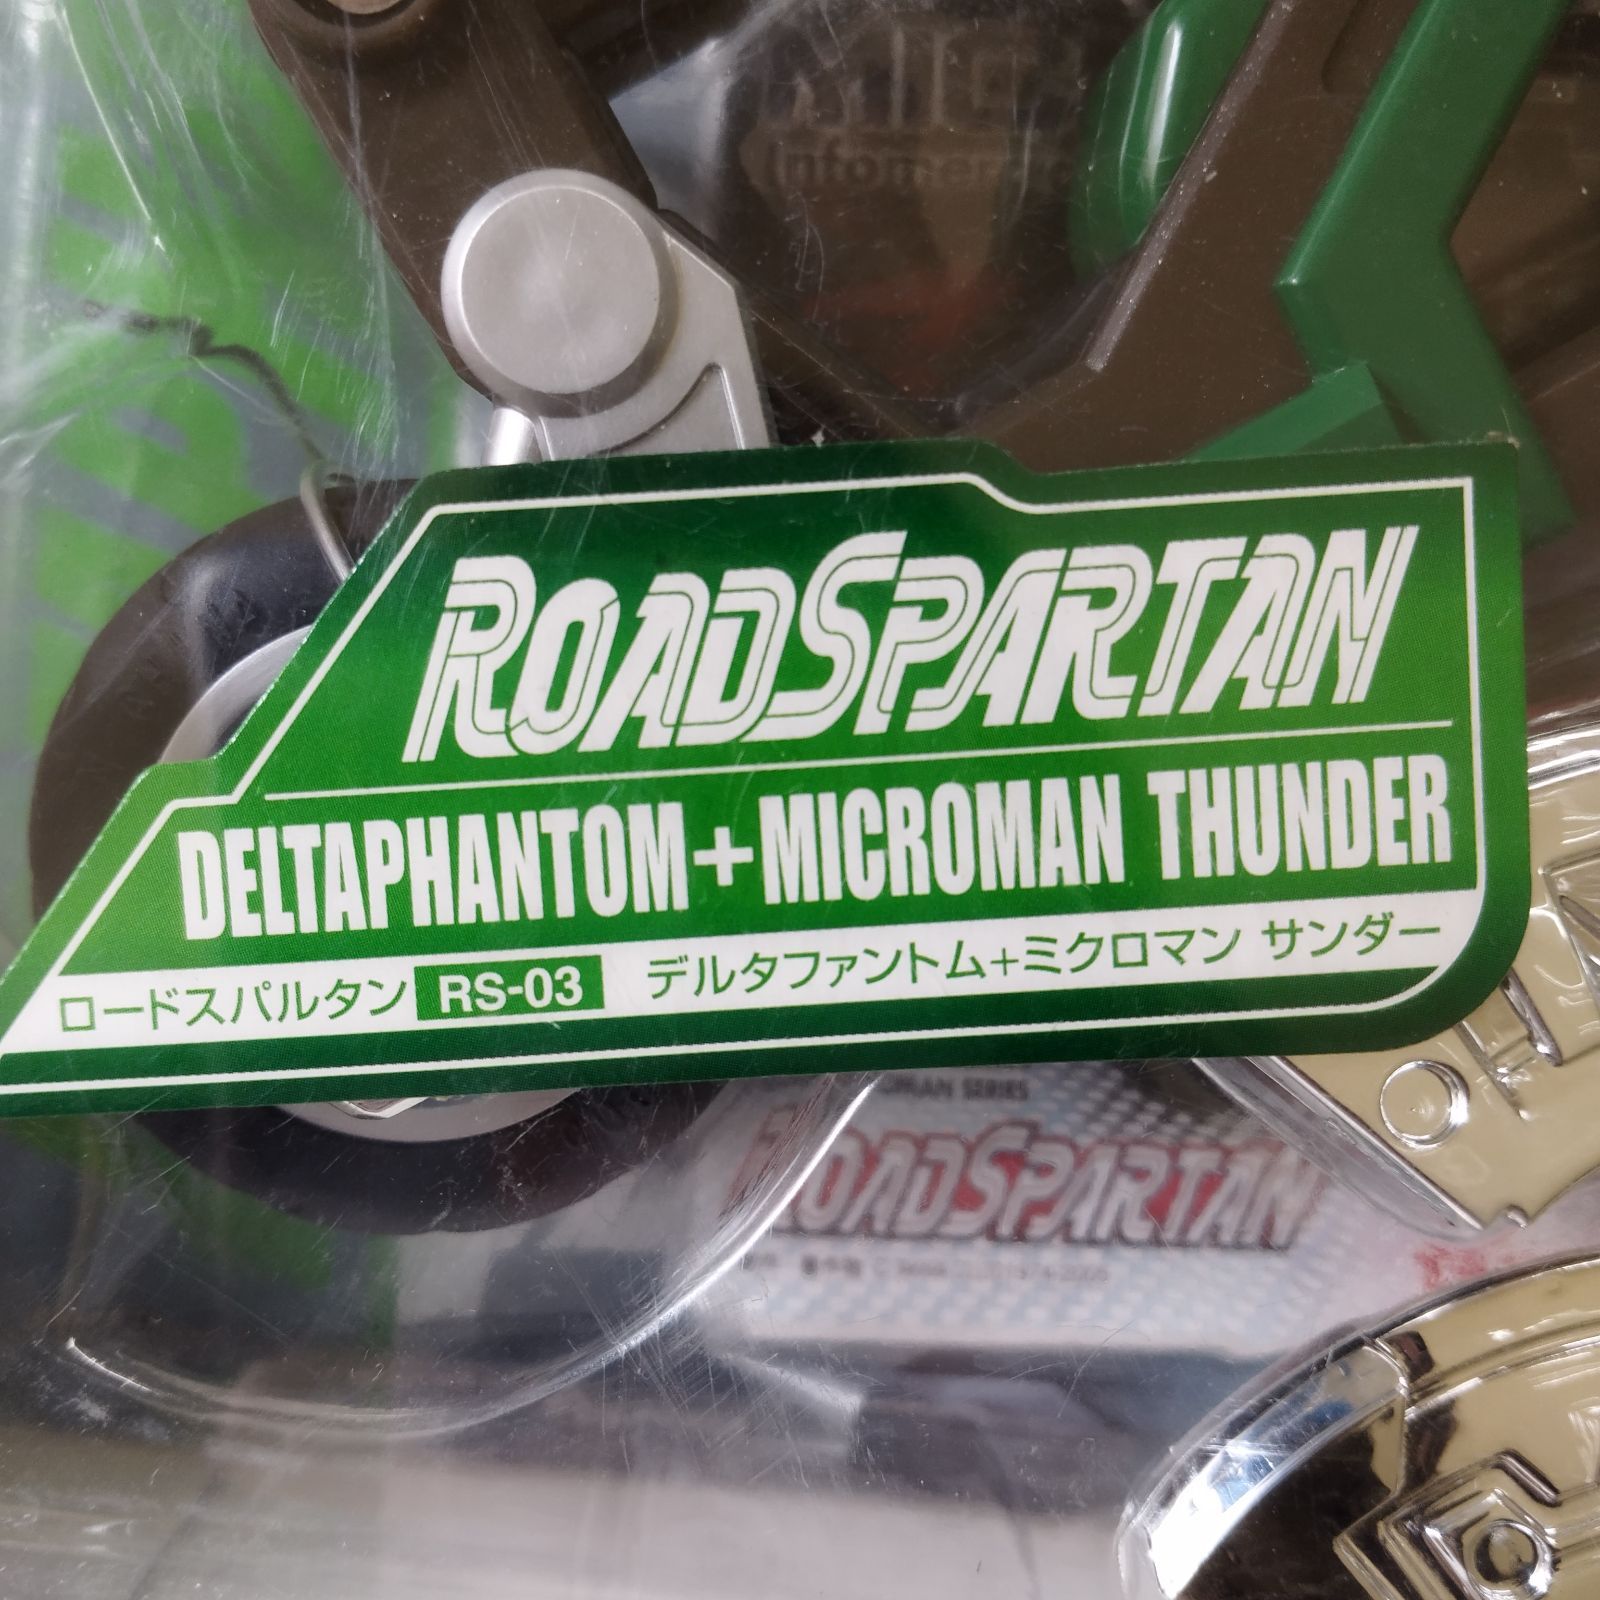 ROADSPARTAN
DELTAPHANTOM+MICROMAN THUNDER
ロードスパルタン RS-03 デルタファントム+ミクロマン サンダー
SERIES
ROADSPARTAN